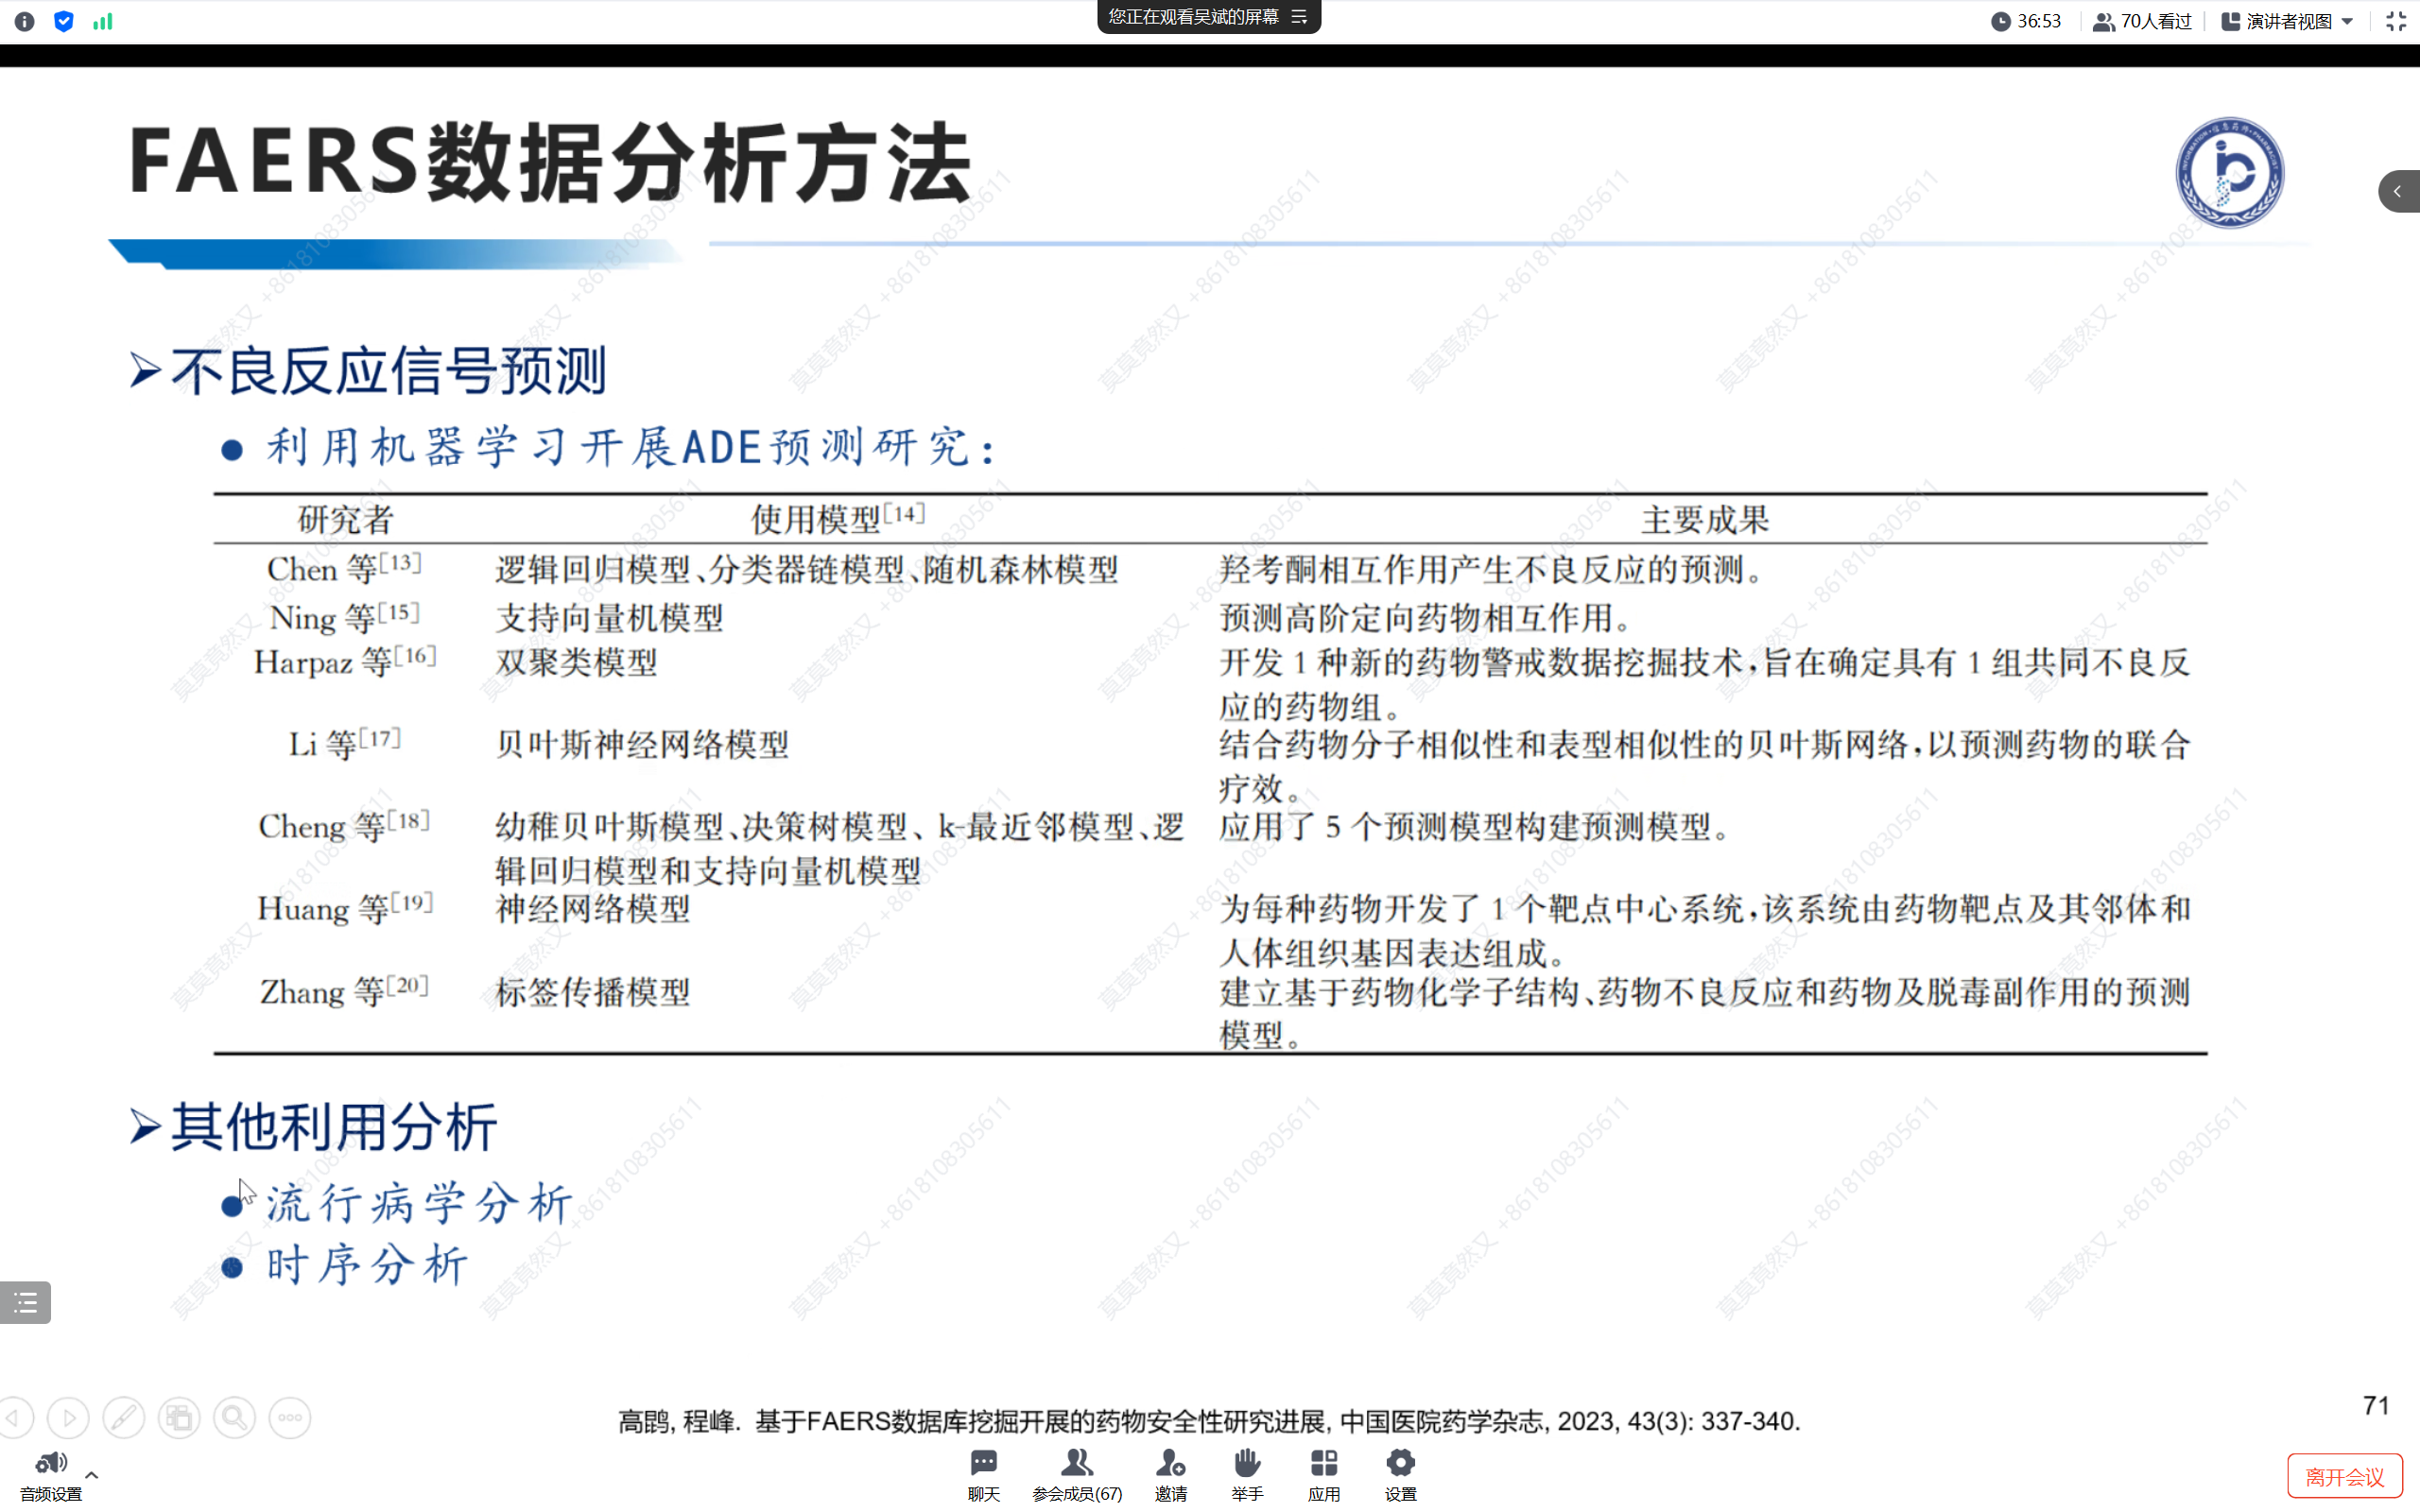 您正在观看吴斌的屏幕
36:53
70人看过
演讲者视图
FAERS数据分析方法
➢不良反应信号预测
● 利用机器学习开展ADE预测研究：
研究者 使用模型[14] 主要成果
Chen 等[13] 逻辑回归模型、分类器链模型、随机森林模型 羟考酮相互作用产生不良反应的预测。
Ning 等[15] 支持向量机模型 预测高阶定向药物相互作用。
Harpaz 等[16] 双聚类模型 开发 1 种新的药物警戒数据挖掘技术，旨在确定具有 1 组共同不良反
应的药物组。
Li 等[17] 贝叶斯神经网络模型 结合药物分子相似性和表型相似性的贝叶斯网络，以预测药物的联合
疗效。
Cheng 等[18] 幼稚贝叶斯模型、决策树模型、k-最近邻模型、逻 应用了 5 个预测模型构建预测模型。
辑回归模型和支持向量机模型
Huang 等[19] 神经网络模型 为每种药物开发了 1 个靶点中心系统，该系统由药物靶点及其邻体和
人体组织基因表达组成。
Zhang 等[20] 标签传播模型 建立基于药物化学子结构、药物不良反应和药物及脱毒副作用的预测
模型。
➢其他利用分析
● 流行病学分析
● 时序分析
71
高鹍, 程峰. 基于FAERS数据库挖掘开展的药物安全性研究进展, 中国医院药学杂志, 2023, 43(3): 337-340.
音频设置
聊天
参会成员(67)
邀请
举手
应用
设置
离开会议
莫莫竟然又 +8618108305611